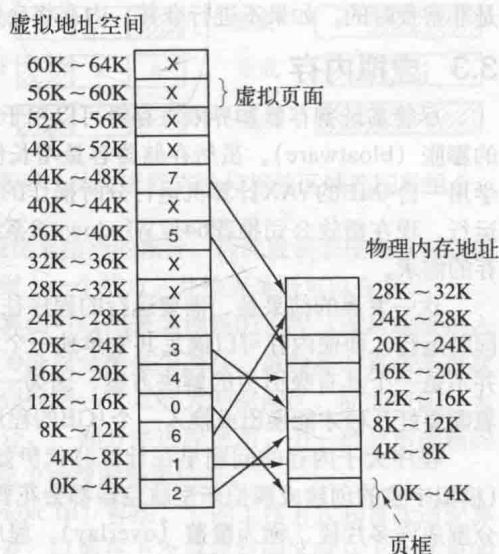 虚拟地址空间
60K～64K X
56K～60K X
虚拟页面
52K～56K X
48K～52K X
44K～48K 7
40K～44K X
36K～40K 5
32K～36K X
28K～32K X
24K～28K X
20K～24K 3
16K～20K 4
12K～16K 0
8K～12K 6
4K～8K 1
0K～4K 2
物理内存地址
28K～32K
24K～28K
20K～24K
16K～20K
12K～16K
8K～12K
4K～8K
0K～4K
页框